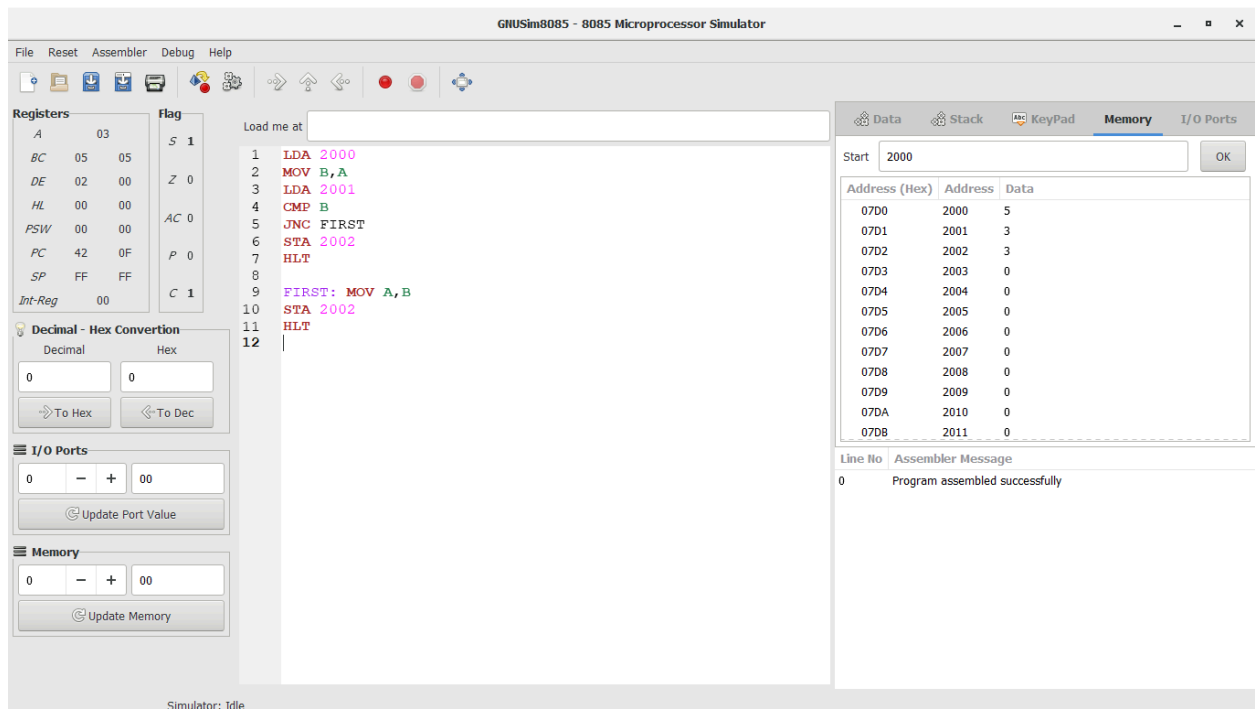 GNUSim8085 - 8085 Microprocessor Simulator
File Reset Assembler Debug Help
Registers
A 03
BC 05 05
DE 02 00
HL 00 00
PSW 00 00
PC 42 0F
SP FF FF
Int-Reg 00
Flag
S 1
Z 0
AC 0
P 0
C 1
Decimal - Hex Convertion
Decimal Hex
0 0
To Hex To Dec
I/O Ports
0 − + 00
Update Port Value
Memory
0 − + 00
Update Memory
Load me at
1 LDA 2000
2 MOV B,A
3 LDA 2001
4 CMP B
5 JNC FIRST
6 STA 2002
7 HLT
8
9 FIRST: MOV A,B
10 STA 2002
11 HLT
12
Data Stack Abc KeyPad Memory I/O Ports
Start 2000 OK
Address (Hex) Address Data
07D0 2000 5
07D1 2001 3
07D2 2002 3
07D3 2003 0
07D4 2004 0
07D5 2005 0
07D6 2006 0
07D7 2007 0
07D8 2008 0
07D9 2009 0
07DA 2010 0
07DB 2011 0
Line No Assembler Message
0 Program assembled successfully
Simulator: Idle